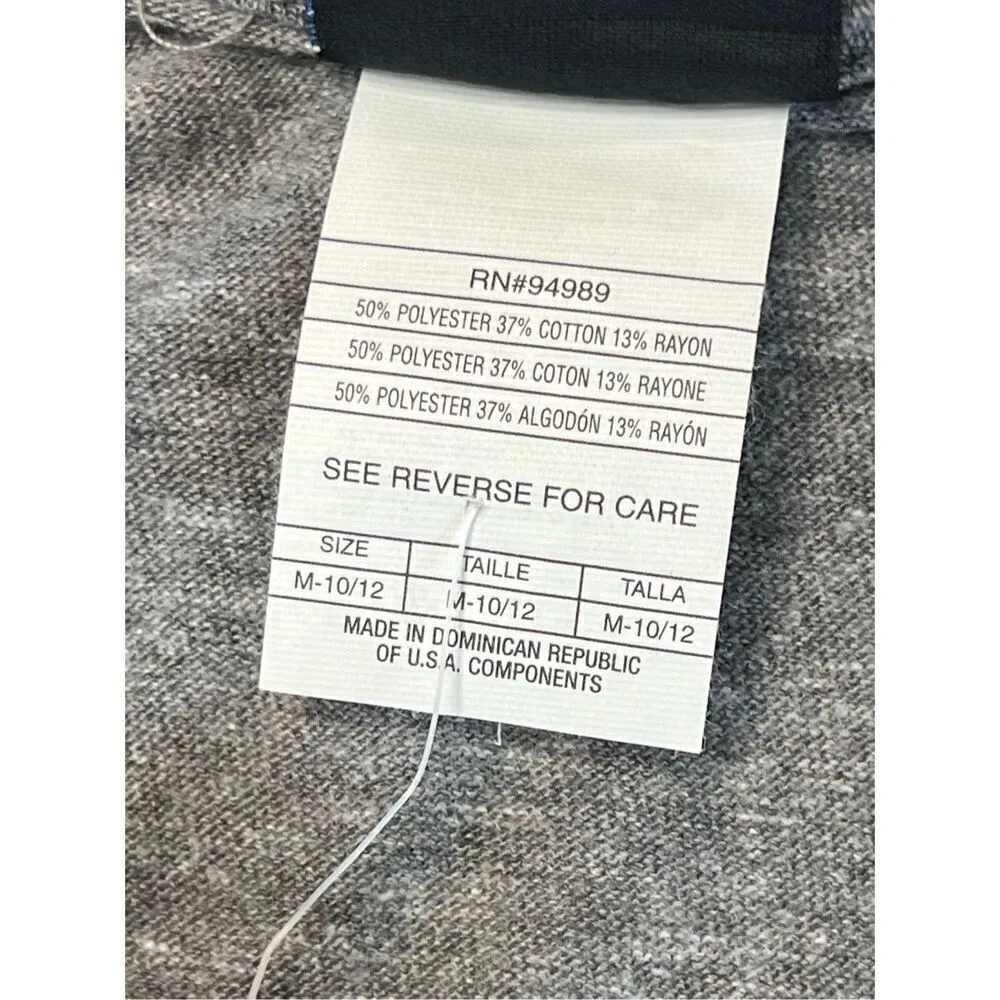 RN#94989
50% POLYESTER 37% COTTON 13% RAYON
50% POLYESTER 37% COTON 13% RAYONE
50% POLYESTER 37% ALGODÓN 13% RAYÓN
SEE REVERSE FOR CARE
SIZE TAILLE TALLA
M-10/12 M-10/12 M-10/12
MADE IN DOMINICAN REPUBLIC
OF U.S.A. COMPONENTS